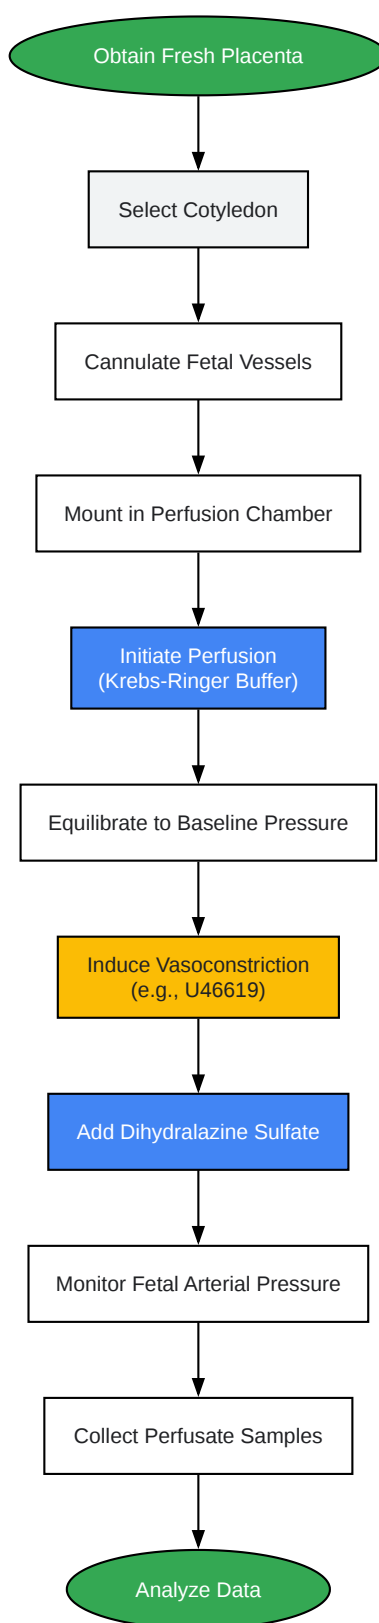 Obtain Fresh Placenta
Select Cotyledon
Cannulate Fetal Vessels
Mount in Perfusion Chamber
Initiate Perfusion
(Krebs-Ringer Buffer)
Equilibrate to Baseline Pressure
Induce Vasoconstriction
(e.g., U46619)
Add Dihydralazine Sulfate
Monitor Fetal Arterial Pressure
Collect Perfusate Samples
Analyze Data